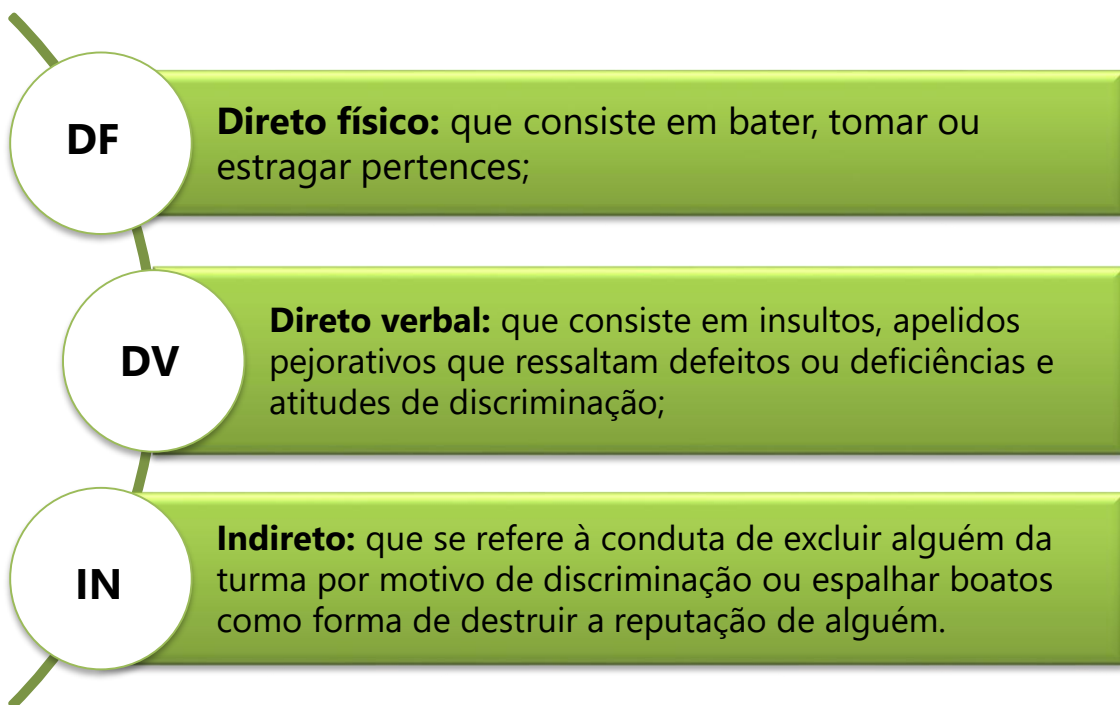 DF
Direto físico: que consiste em bater, tomar ou
estragar pertences;
DV
Direto verbal: que consiste em insultos, apelidos
pejorativos que ressaltam defeitos ou deficiências e
atitudes de discriminação;
IN
Indireto: que se refere à conduta de excluir alguém da
turma por motivo de discriminação ou espalhar boatos
como forma de destruir a reputação de alguém.